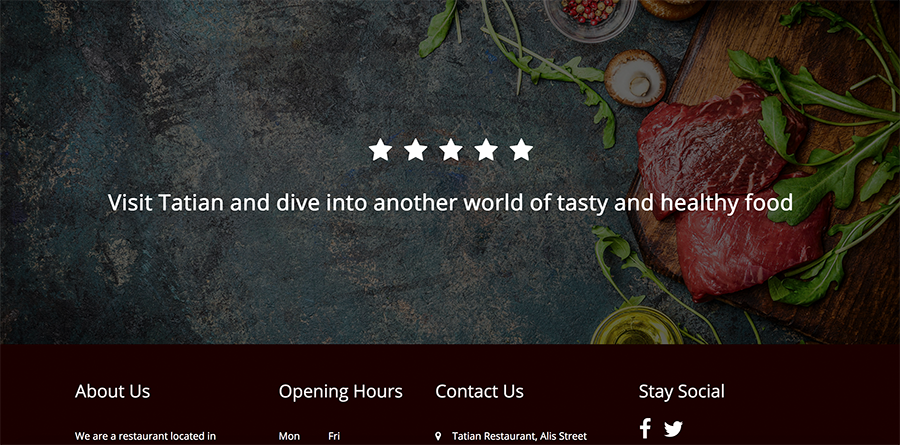 Visit Tatian and dive into another world of tasty and healthy food
About Us
Opening Hours
Contact Us
Stay Social
We are a restaurant located in
Mon Fri
Tatian Restaurant, Alis Street